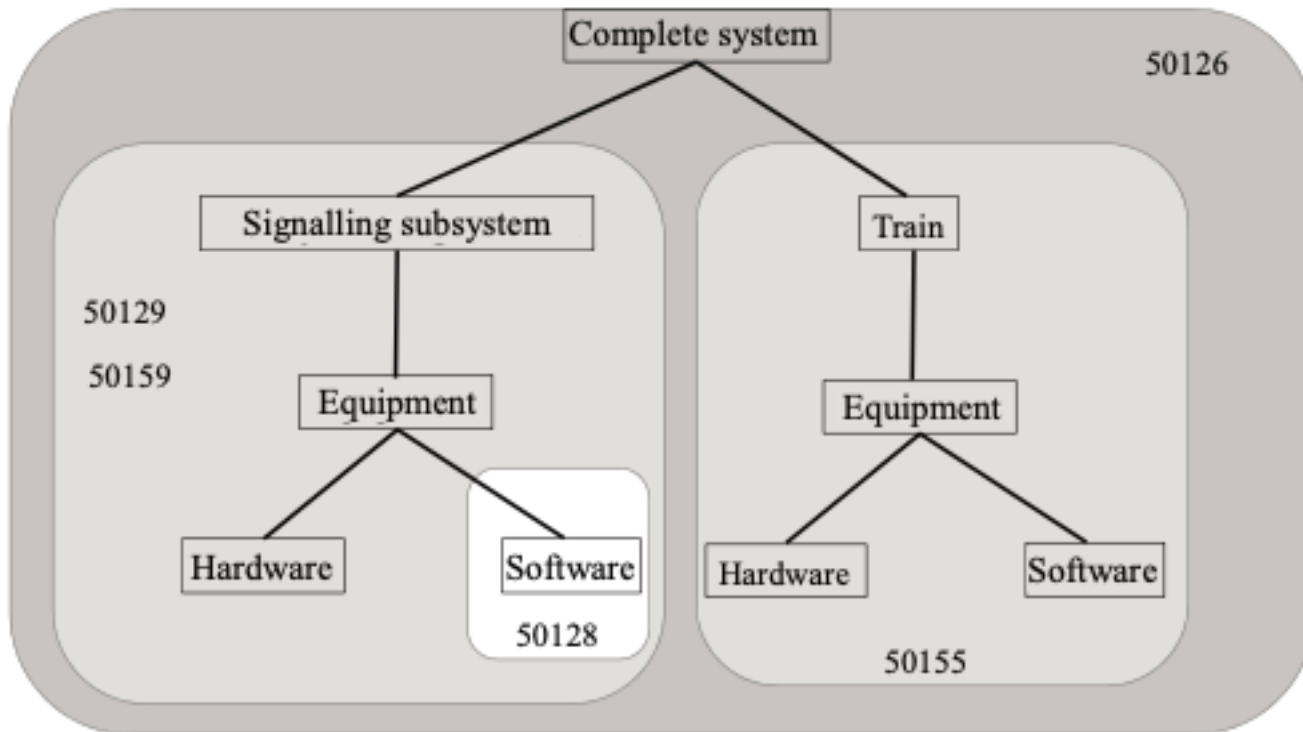 Complete system
50126
Signalling subsystem
Train
50129
50159
Equipment
Equipment
Hardware
Software
Hardware
Software
50128
50155